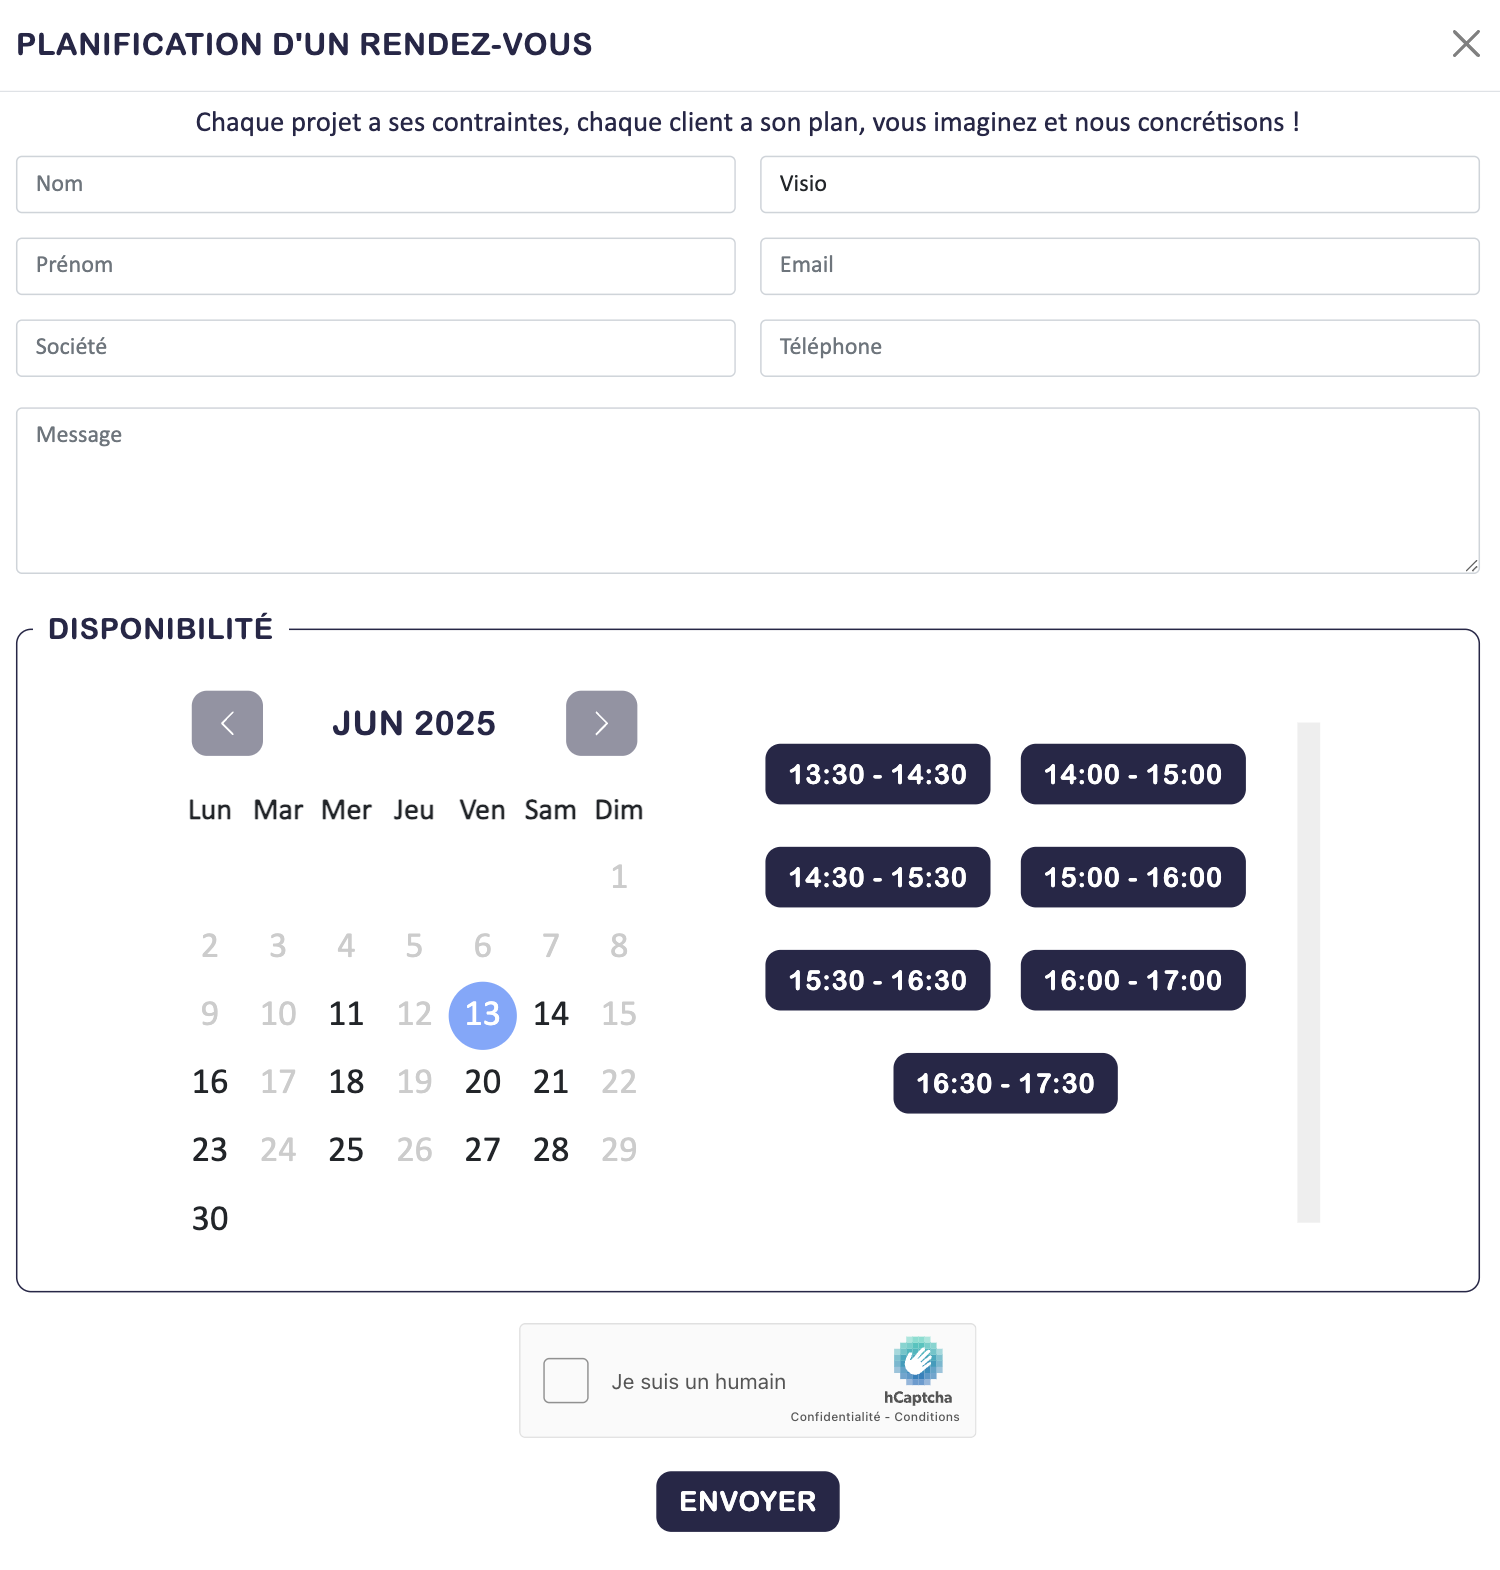 PLANIFICATION D'UN RENDEZ-VOUS
Chaque projet a ses contraintes, chaque client a son plan, vous imaginez et nous concrétisons !
Nom
Visio
Prénom
Email
Société
Téléphone
Message
DISPONIBILITÉ
JUN 2025
Lun Mar Mer Jeu Ven Sam Dim
1
2 3 4 5 6 7 8
9 10 11 12 13 14 15
16 17 18 19 20 21 22
23 24 25 26 27 28 29
30
13:30 - 14:30
14:00 - 15:00
14:30 - 15:30
15:00 - 16:00
15:30 - 16:30
16:00 - 17:00
16:30 - 17:30
Je suis un humain
hCaptcha
Confidentialité - Conditions
ENVOYER